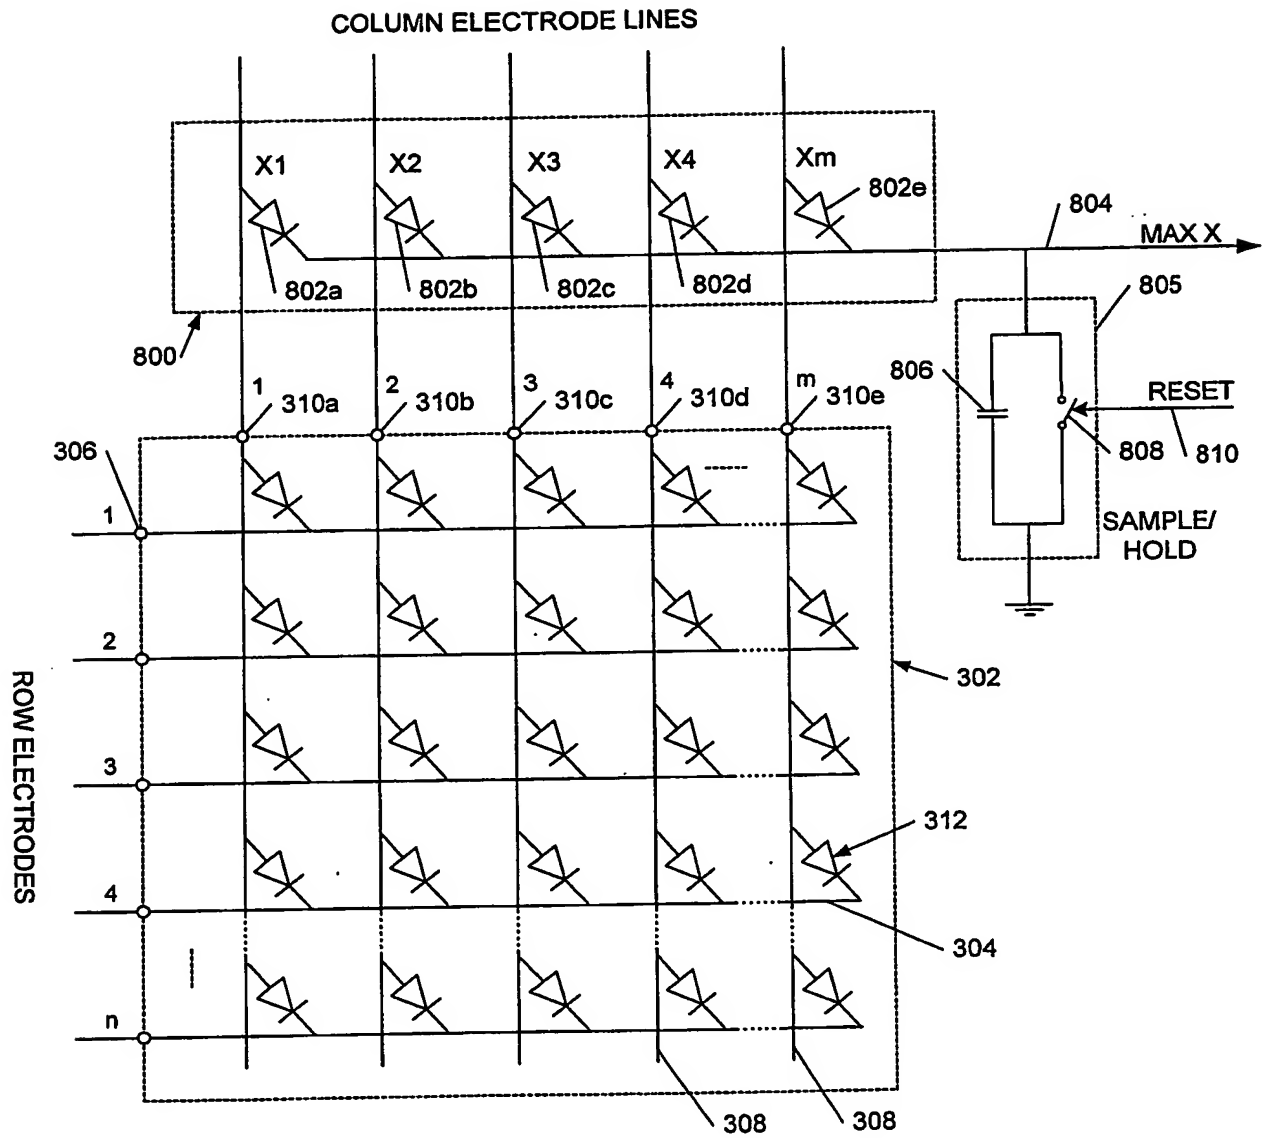 COLUMN ELECTRODE LINES
X1 X2 X3 X4 Xm
802e
804
MAX X
802a 802b 802c 802d
805
800
806
RESET
1 2 3 4 m
310a 310b 310c 310d 310e
808 810
306
SAMPLE/
HOLD
1
2
302
3
312
4
304
n
ROW ELECTRODES
308 308